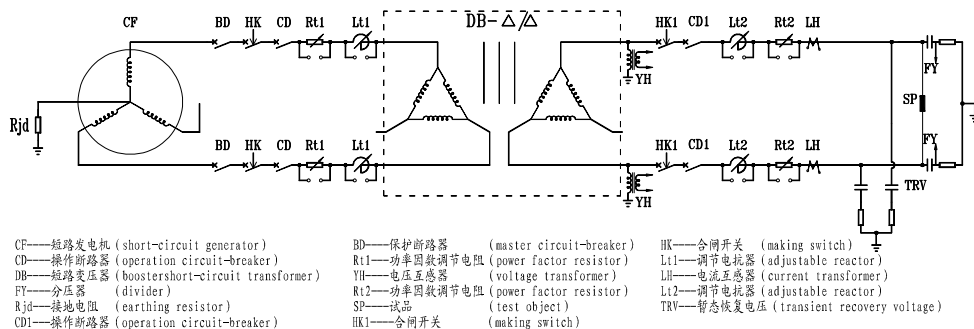 CF
BD HK CD Rt1 Lt1
DB-△/△
HK1 CD1 Lt2 Rt2 LH
YH
FY
SP
Rjd
FY
BD HK CD Rt1 Lt1
HK1 CD1 Lt2 Rt2 LH
YH
TRV
CF----短路发电机 (short-circuit generator)
CD----操作断路器 (operation circuit-breaker)
DB----短路变压器 (boostershort-circuit transformer)
FY----分压器 (divider)
Rjd---接地电阻 (earthing resistor)
CD1---操作断路器 (operation circuit-breaker)
BD----保护断路器 (master circuit-breaker)
Rt1---功率因数调节电阻 (power factor resistor)
YH----电压互感器 (voltage transformer)
Rt2---功率因数调节电阻 (power factor resistor)
SP----试品 (test object)
HK1---合闸开关 (making switch)
HK----合闸开关 (making switch)
Lt1---调节电抗器 (adjustable reactor)
LH----电流互感器 (current transformer)
Lt2---调节电抗器 (adjustable reactor)
TRV---暂态恢复电压 (transient recovery voltage)